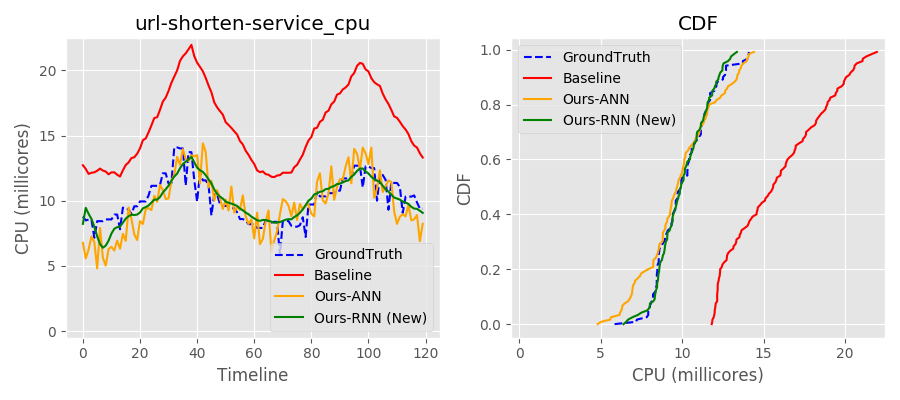 url-shorten-service_cpu
CPU (millicores)
20
15
10
5
0
0 20 40 60 80 100 120
Timeline
GroundTruth
Baseline
Ours-ANN
Ours-RNN (New)
CDF
CDF
1.0
0.8
0.6
0.4
0.2
0.0
0 5 10 15 20
CPU (millicores)
GroundTruth
Baseline
Ours-ANN
Ours-RNN (New)